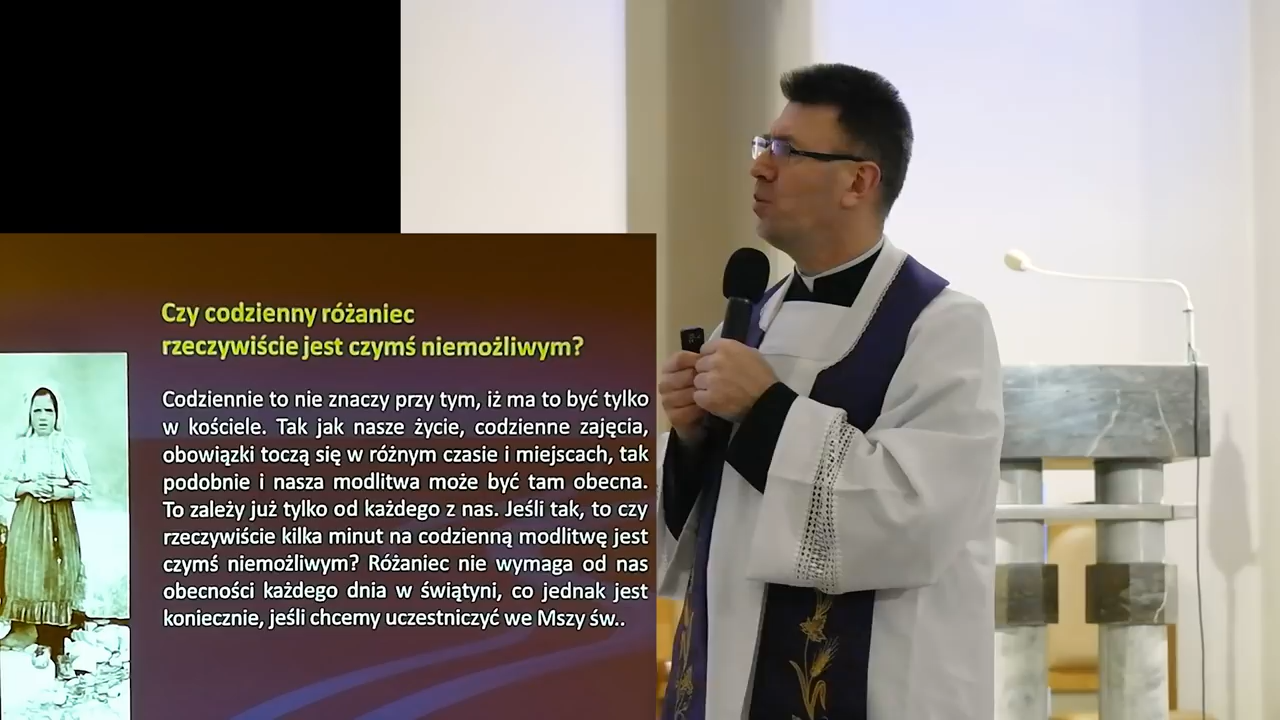 Czy codzienny różaniec
rzeczywiście jest czymś niemożliwym?
Codziennie to nie znaczy przy tym, iż ma to być tylko
w kościele. Tak jak nasze życie, codzienne zajęcia,
obowiązki toczą się w różnym czasie i miejscach, tak
podobnie i nasza modlitwa może być tam obecna.
To zależy już tylko od każdego z nas. Jeśli tak, to czy
rzeczywiście kilka minut na codzienną modlitwę jest
czymś niemożliwym? Różaniec nie wymaga od nas
obecności każdego dnia w świątyni, co jednak jest
koniecznie, jeśli chcemy uczestniczyć we Mszy św..